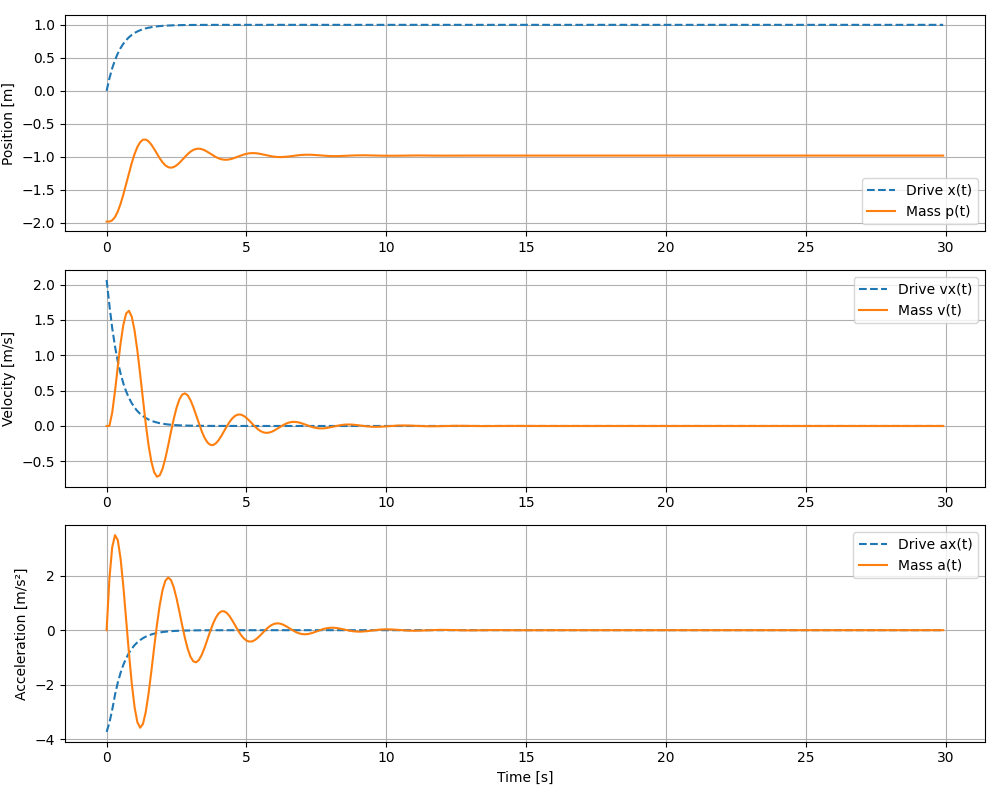 1.0
0.5
0.0
−0.5
−1.0
−1.5
−2.0
Position [m]
Drive x(t)
Mass p(t)
0 5 10 15 20 25 30
2.0
1.5
1.0
0.5
0.0
−0.5
Velocity [m/s]
Drive vx(t)
Mass v(t)
0 5 10 15 20 25 30
2
0
−2
−4
Acceleration [m/s²]
Drive ax(t)
Mass a(t)
0 5 10 15 20 25 30
Time [s]